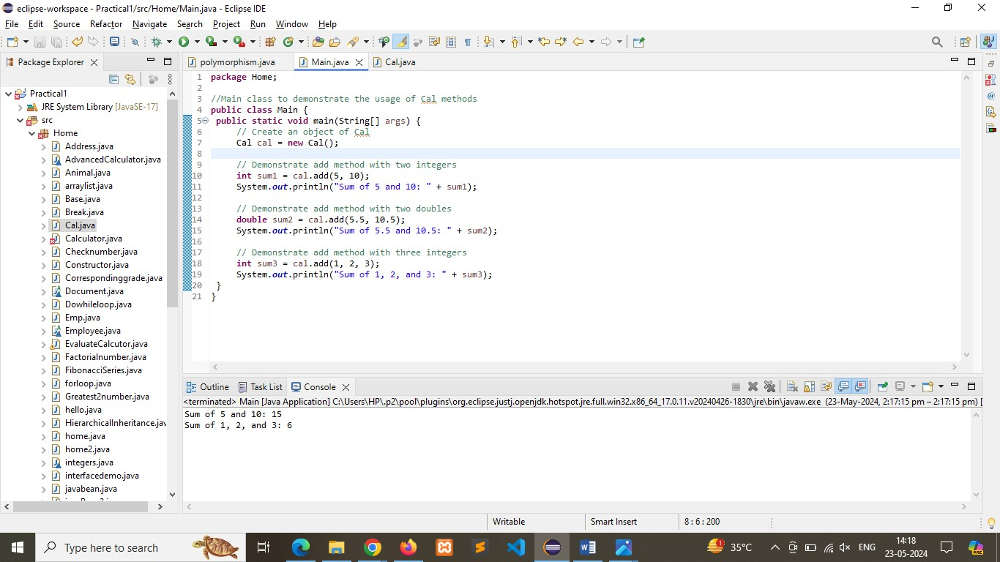 eclipse-workspace - Practical1/src/Home/Main.java - Eclipse IDE
File Edit Source Refactor Navigate Search Project Run Window Help
Package Explorer
Practical1
JRE System Library [JavaSE-17]
src
Home
Address.java
AdvancedCalculator.java
Animal.java
arraylist.java
Base.java
Break.java
Cal.java
Calculator.java
Checknumber.java
Constructor.java
Correspondinggrade.java
Document.java
Dowhileloop.java
Emp.java
Employee.java
EvaluateCalcutor.java
Factorialnumber.java
FibonacciSeries.java
forloop.java
Greatest2number.java
hello.java
HierarchicalInheritance.jav
home.java
home2.java
integers.java
interfacedemo.java
javabean.java
polymorphism.java Main.java Cal.java
1 package Home;
2
3 //Main class to demonstrate the usage of Cal methods
4 public class Main {
5 public static void main(String[] args) {
6 // Create an object of Cal
7 Cal cal = new Cal();
8
9 // Demonstrate add method with two integers
10 int sum1 = cal.add(5, 10);
11 System.out.println("Sum of 5 and 10: " + sum1);
12
13 // Demonstrate add method with two doubles
14 double sum2 = cal.add(5.5, 10.5);
15 System.out.println("Sum of 5.5 and 10.5: " + sum2);
16
17 // Demonstrate add method with three integers
18 int sum3 = cal.add(1, 2, 3);
19 System.out.println("Sum of 1, 2, and 3: " + sum3);
20 }
21 }
Outline Task List Console
<terminated> Main [Java Application] C:\Users\HP\.p2\pool\plugins\org.eclipse.justj.openjdk.hotspot.jre.full.win32.x86_64_17.0.11.v20240426-1830\jre\bin\javaw.exe (23-May-2024, 2:17:15 pm – 2:17:15 pm) [
Sum of 5 and 10: 15
Sum of 1, 2, and 3: 6
Writable Smart Insert 8 : 6 : 200
Type here to search
1 35°C ENG 14:18
23-05-2024
PRE